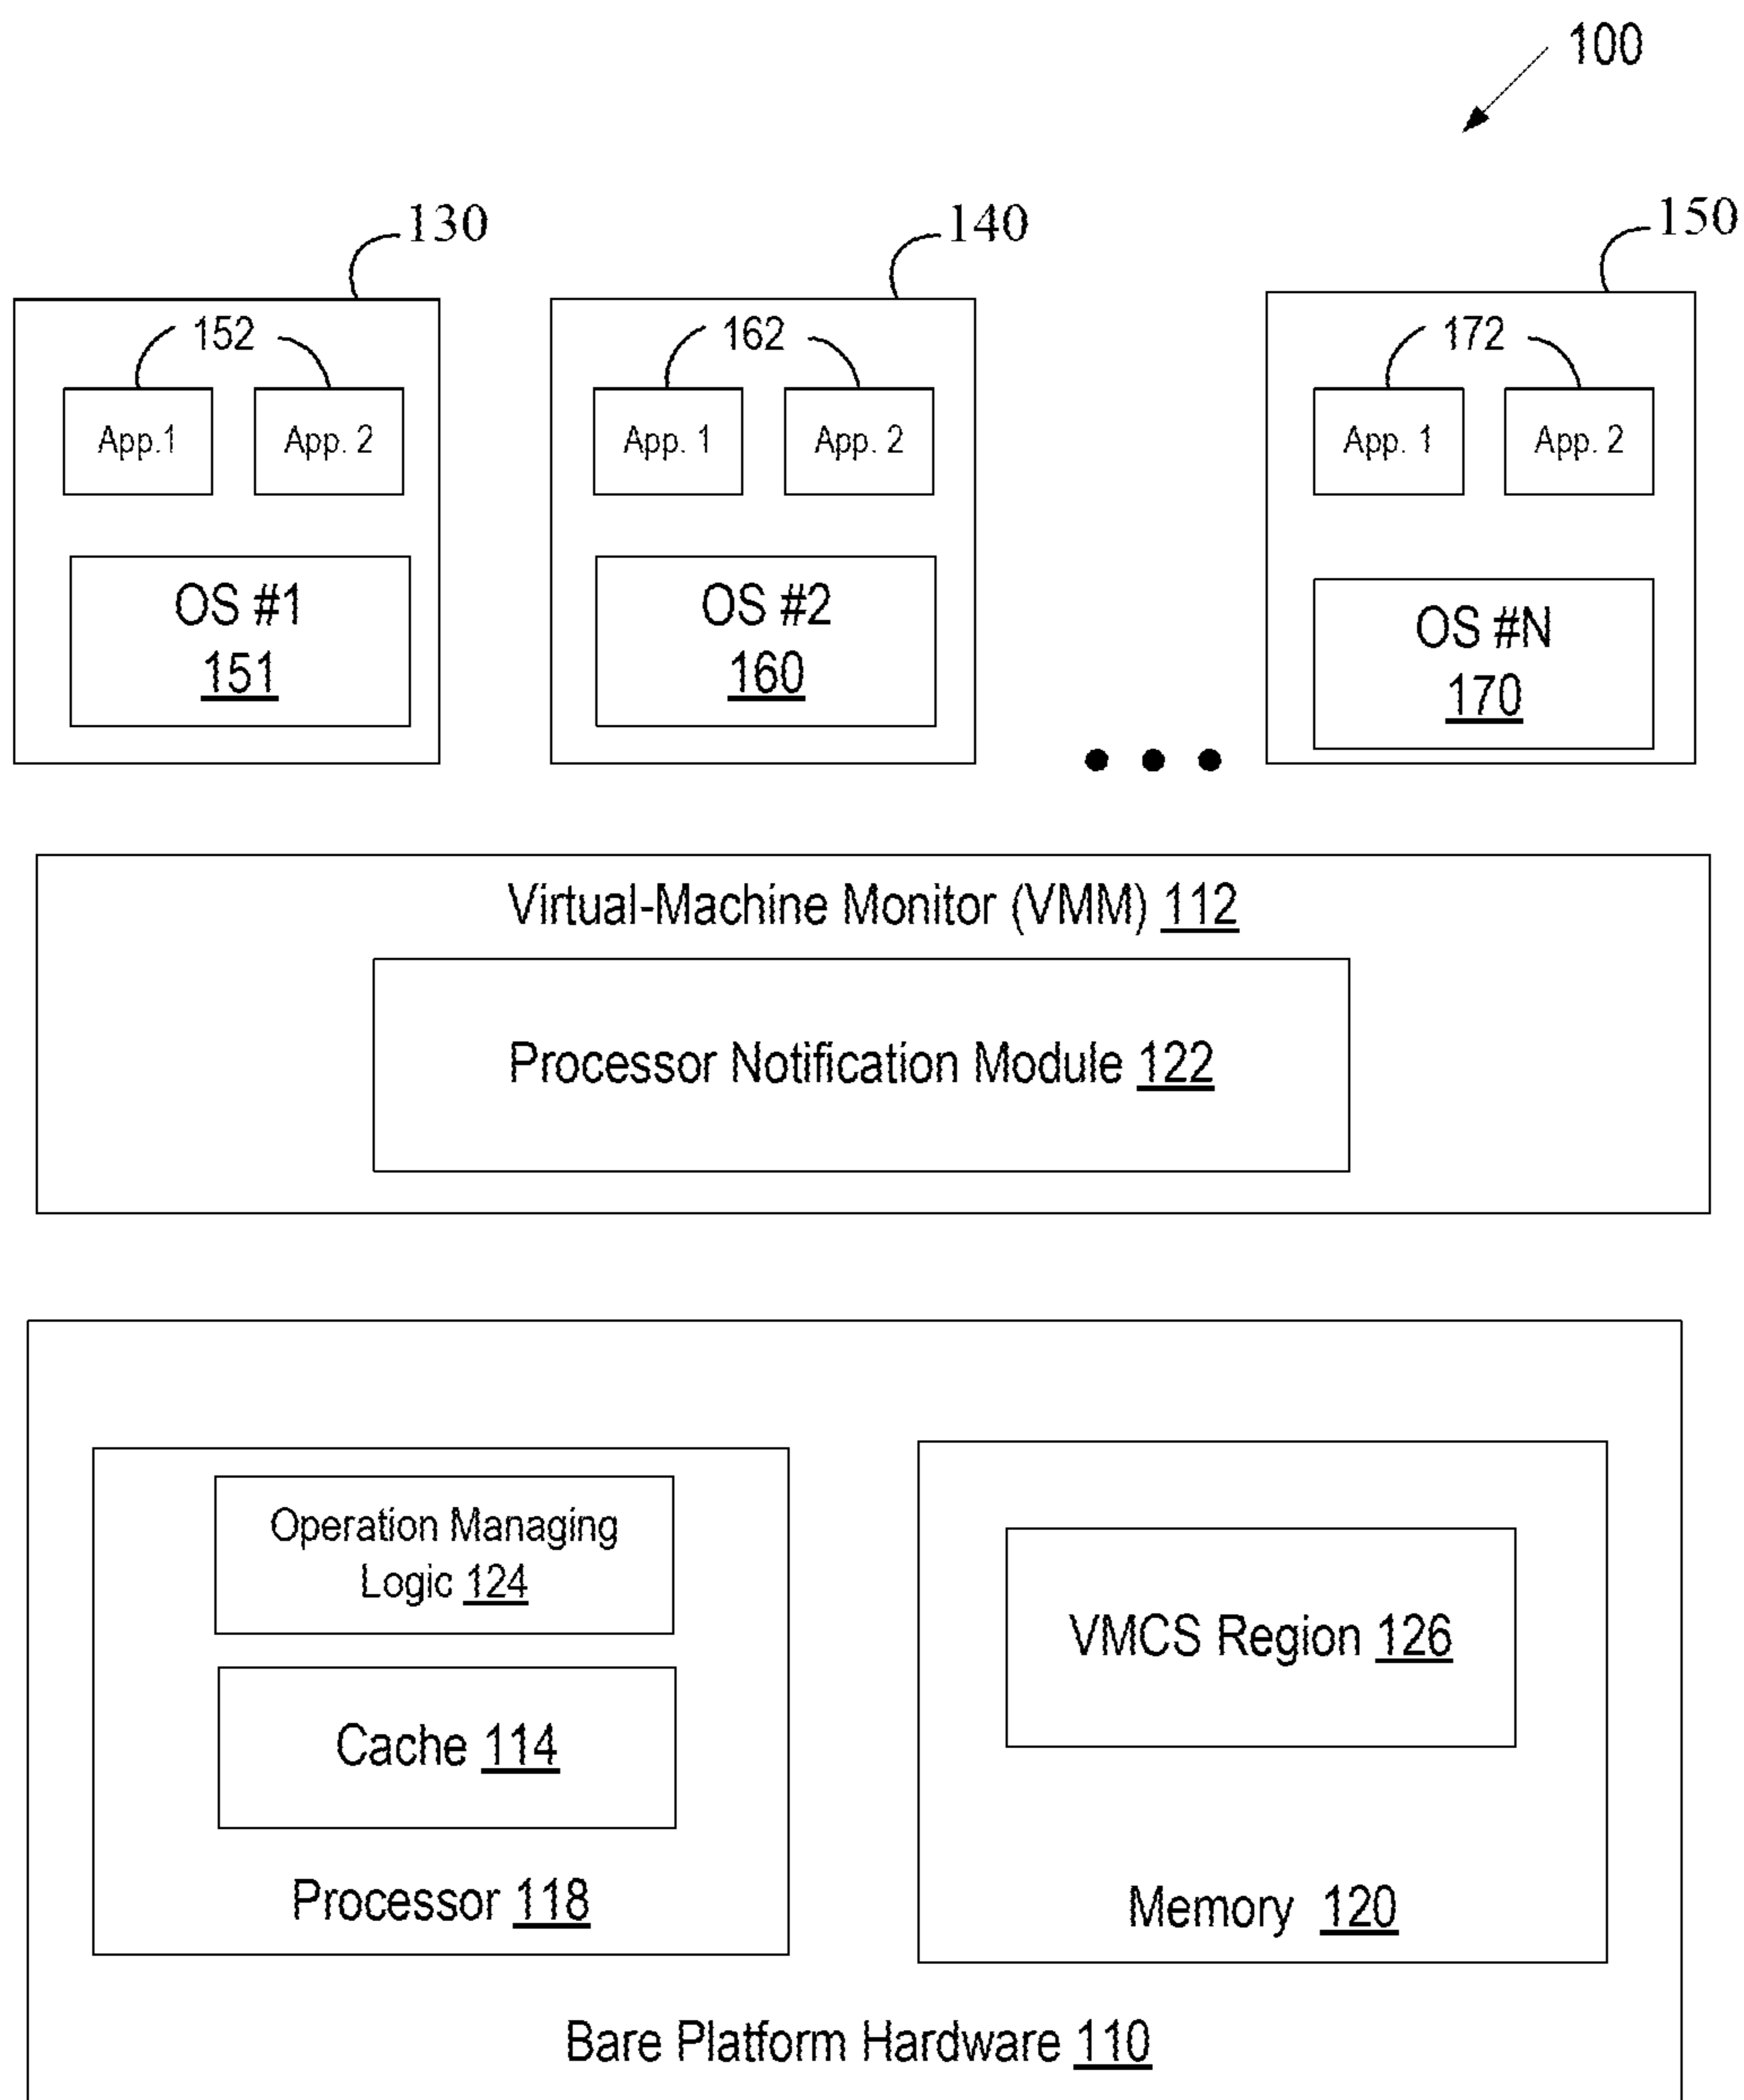 100
130
140
150
152
162
172
App.1
App. 2
App. 1
App. 2
App. 1
App. 2
OS #1
151
OS #2
160
OS #N
170
Virtual-Machine Monitor (VMM) 112
Processor Notification Module 122
Operation Managing
Logic 124
Cache 114
Processor 118
VMCS Region 126
Memory 120
Bare Platform Hardware 110